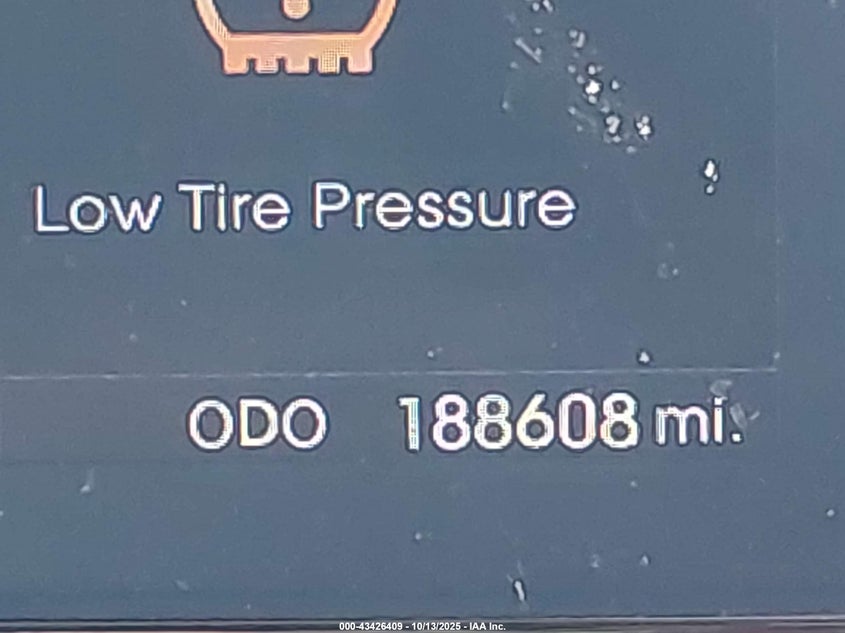 Low Tire Pressure
ODO 188608 mi.
000-43426409 - 10/13/2025 - IAA Inc.